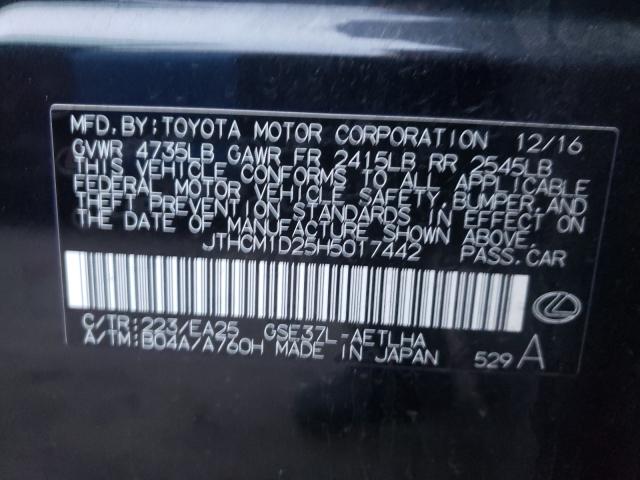 MFD. BY: TOYOTA MOTOR CORPORATION 12/16
GVWR 4735LB GAWR FR 2415LB RR 2545LB
THIS VEHICLE CONFORMS TO ALL APPLICABLE
FEDERAL MOTOR VEHICLE SAFETY, BUMPER, AND
THEFT PREVENTION STANDARDS IN EFFECT ON
THE DATE OF MANUFACTURE SHOWN ABOVE.
JTHCM1D25H5017442 PASS.CAR
C/TR: 223/EA25 GSE37L-AETLHA
A/TM: B04A/A760H MADE IN JAPAN 529A